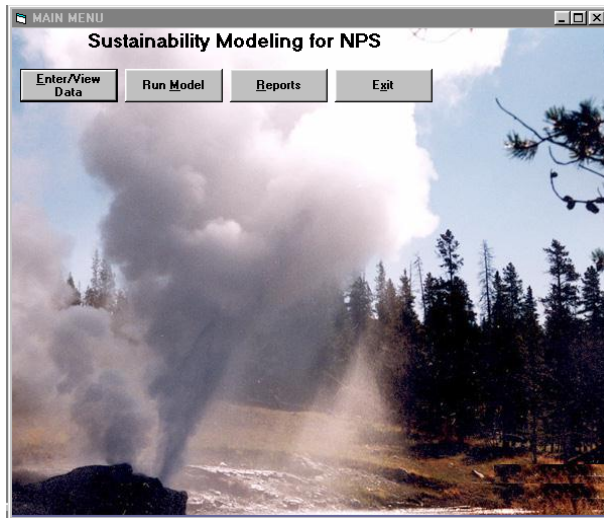 MAIN MENU
Sustainability Modeling for NPS
Enter/View
Data
Run Model
Reports
Exit